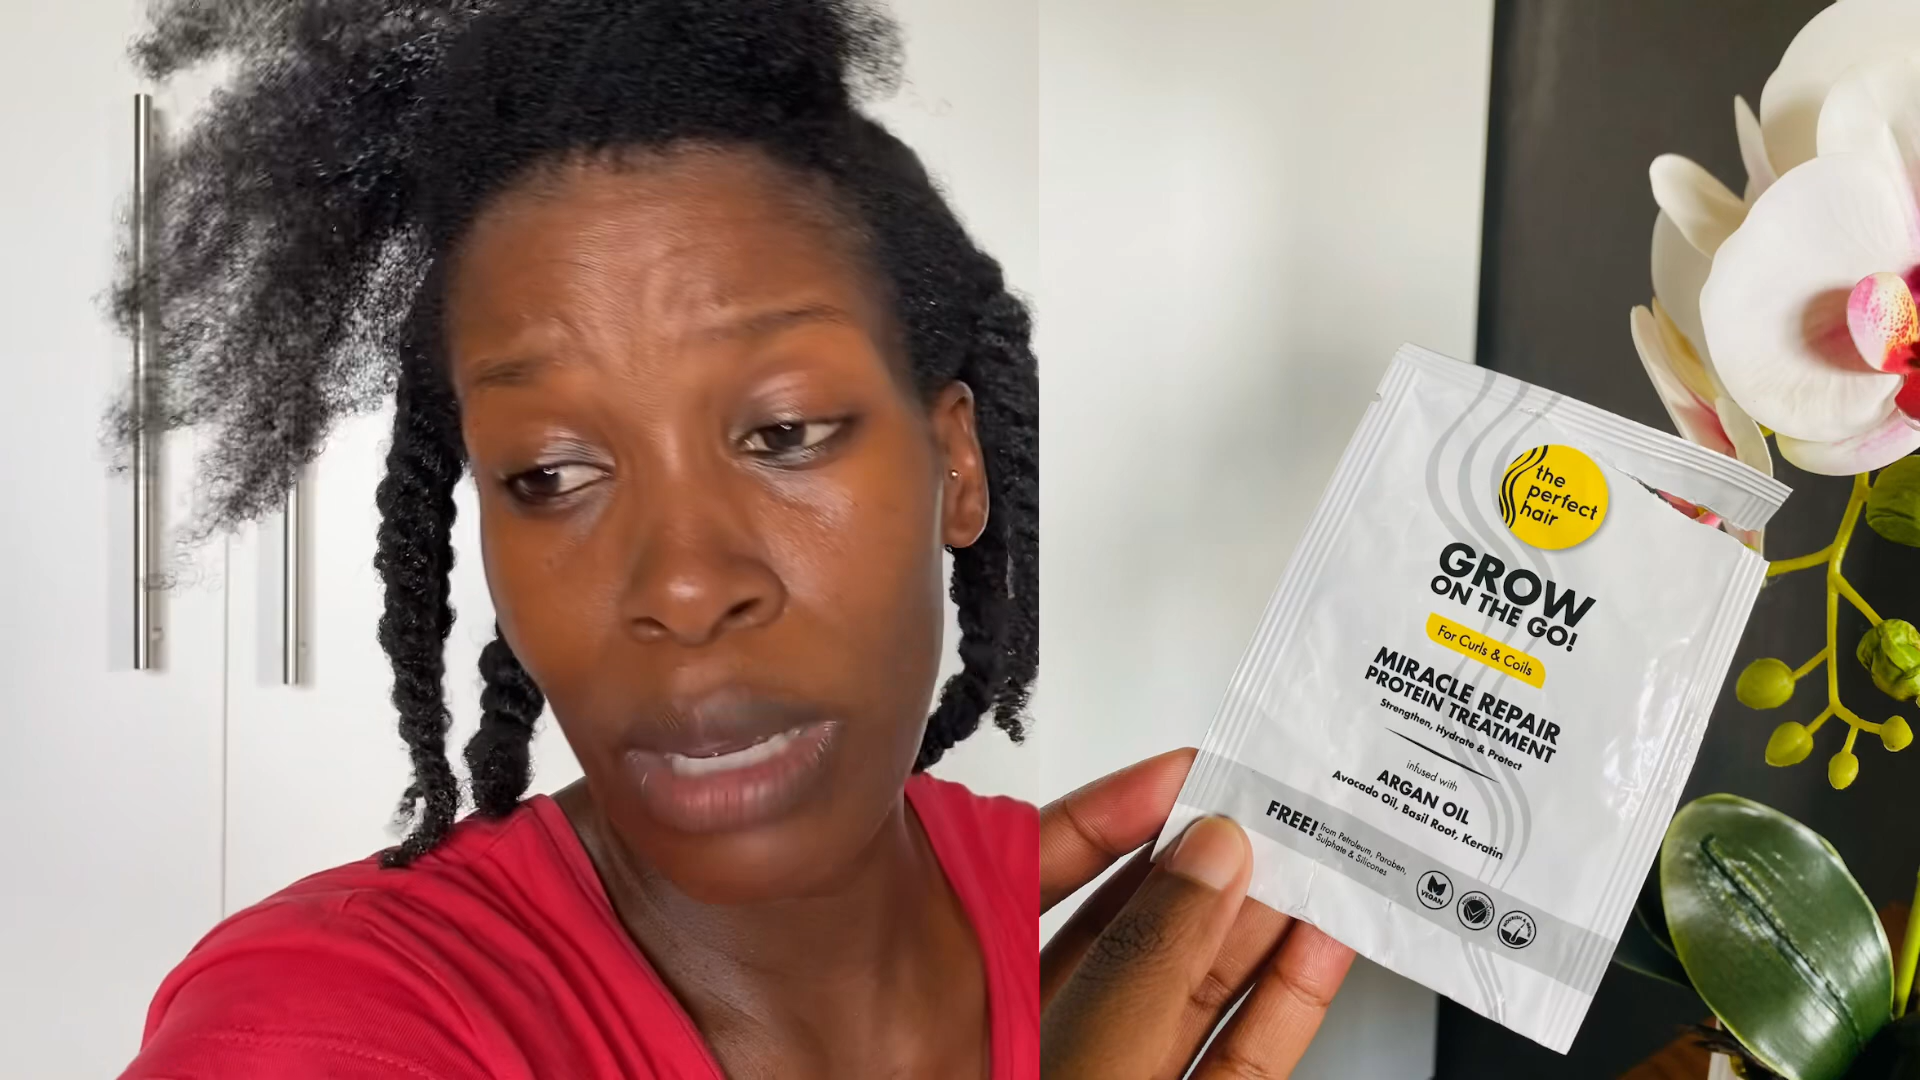 the
perfect
hair
GROW
ON THE GO!
For Curls & Coils
MIRACLE REPAIR
PROTEIN TREATMENT
Strengthen, Hydrate & Protect
infused with
ARGAN OIL
Avocado Oil, Basil Root, Keratin
FREE! from Petroleum, Paraben,
Sulphate & Silicones
VEGAN